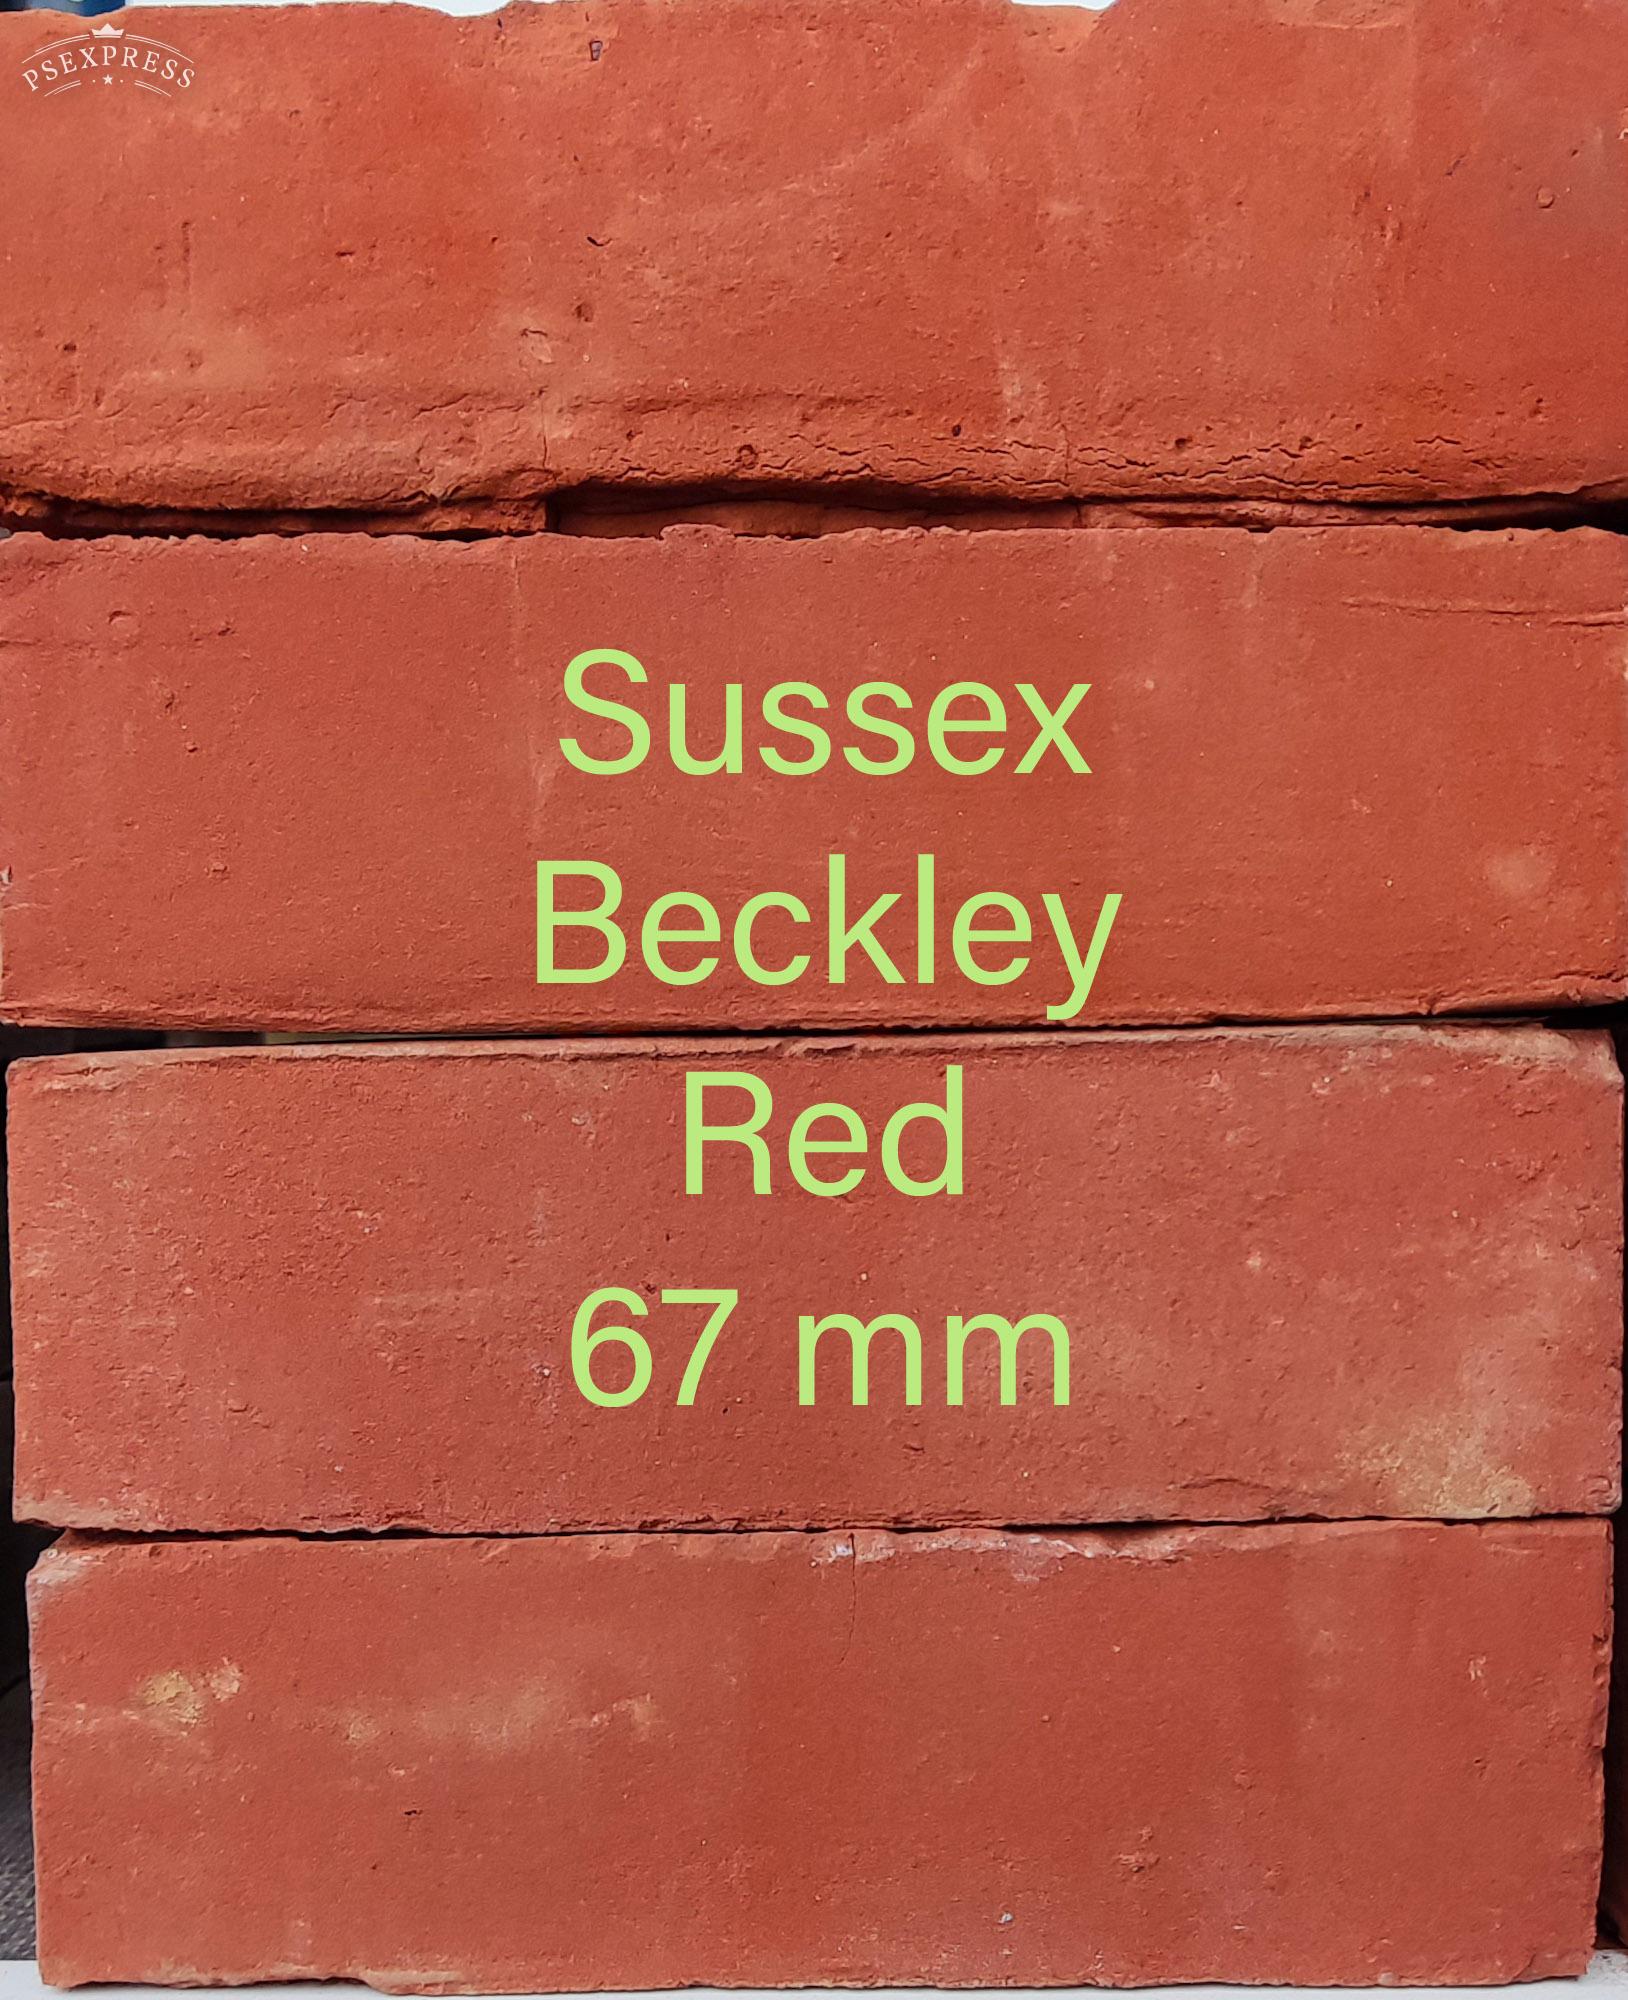 PSEXPRESS
Sussex
Beckley
Red
67 mm